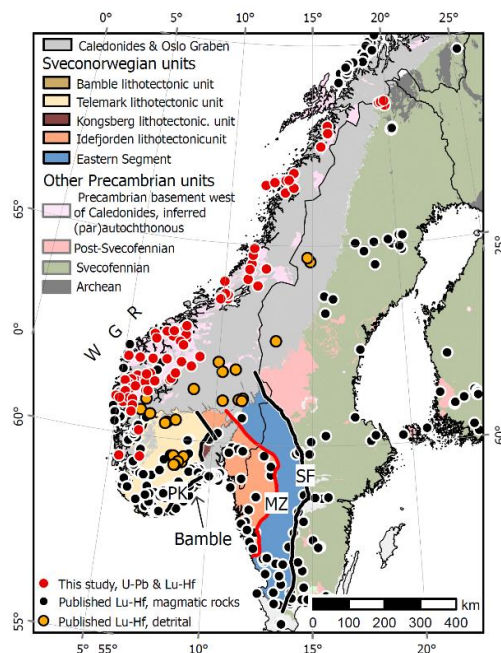 0° 5° 10° 15° 20° 25°
Caledonides & Oslo Graben
Sveconorwegian units
Bamble lithotectonic unit
Telemark lithotectonic unit
Kongsberg lithotectonic. unit
Idefjorden lithotectonicunit
Eastern Segment
Other Precambrian units
Precambrian basement west
of Caledonides, inferred
(par)autochthonous
Post-Svecofennian
Svecofennian
Archean
65°
25°
W G R
0°
60°
60°
SF
MZ
PK
Bamble
This study, U-Pb & Lu-Hf
Published Lu-Hf, magmatic rocks
Published Lu-Hf, detrital
0 100 200 300 400
km
55°
5° 55° 10° 15° 20°